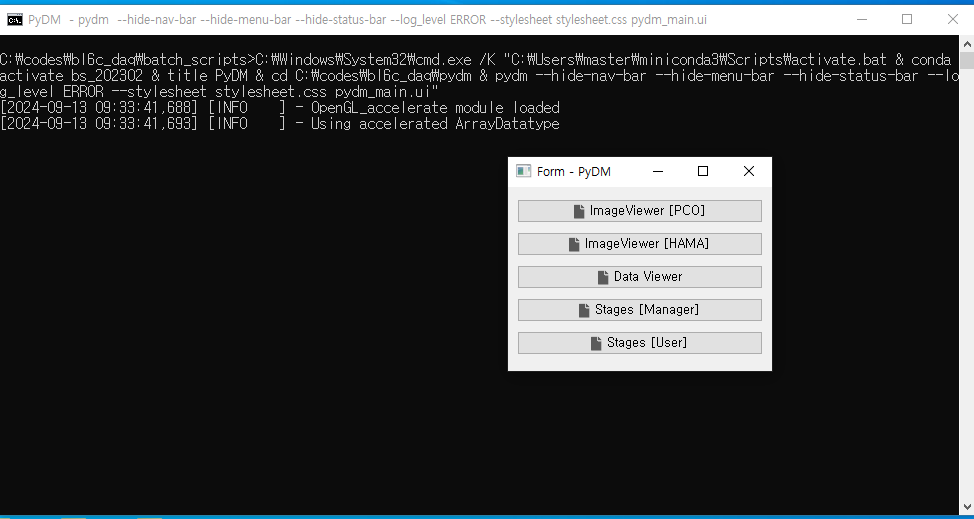 PyDM - pydm --hide-nav-bar --hide-menu-bar --hide-status-bar --log_level ERROR --stylesheet stylesheet.css pydm_main.ui
C:₩codes₩bl6c_daq₩batch_scripts>C:₩Windows₩System32₩cmd.exe /K "C:₩Users₩master₩miniconda3₩Scripts₩activate.bat & conda
activate bs_202302 & title PyDM & cd C:₩codes₩bl6c_daq₩pydm & pydm --hide-nav-bar --hide-menu-bar --hide-status-bar --lo
g_level ERROR --stylesheet stylesheet.css pydm_main.ui"
[2024-09-13 09:33:41,688] [INFO    ] - OpenGL_accelerate module loaded
[2024-09-13 09:33:41,693] [INFO    ] - Using accelerated ArrayDatatype
Form - PyDM
ImageViewer [PCO]
ImageViewer [HAMA]
Data Viewer
Stages [Manager]
Stages [User]